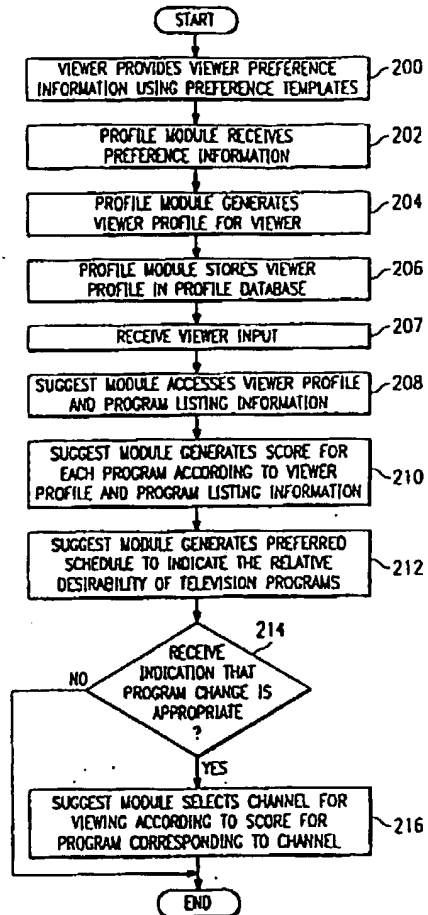 START
VIEWER PROVIDES VIEWER PREFERENCE
INFORMATION USING PREFERENCE TEMPLATES
200
PROFILE MODULE RECEIVES
PREFERENCE INFORMATION
202
PROFILE MODULE GENERATES
VIEWER PROFILE FOR VIEWER
204
PROFILE MODULE STORES VIEWER
PROFILE IN PROFILE DATABASE
206
RECEIVE VIEWER INPUT
207
SUGGEST MODULE ACCESSES VIEWER PROFILE
AND PROGRAM LISTING INFORMATION
208
SUGGEST MODULE GENERATES SCORE FOR
EACH PROGRAM ACCORDING TO VIEWER
PROFILE AND PROGRAM LISTING INFORMATION
210
SUGGEST MODULE GENERATES PREFERRED
SCHEDULE TO INDICATE THE RELATIVE
DESIRABILITY OF TELEVISION PROGRAMS
212
214
RECEIVE
INDICATION THAT
PROGRAM CHANGE IS
APPROPRIATE
?
NO
YES
SUGGEST MODULE SELECTS CHANNEL FOR
VIEWING ACCORDING TO SCORE FOR
PROGRAM CORRESPONDING TO CHANNEL
216
END